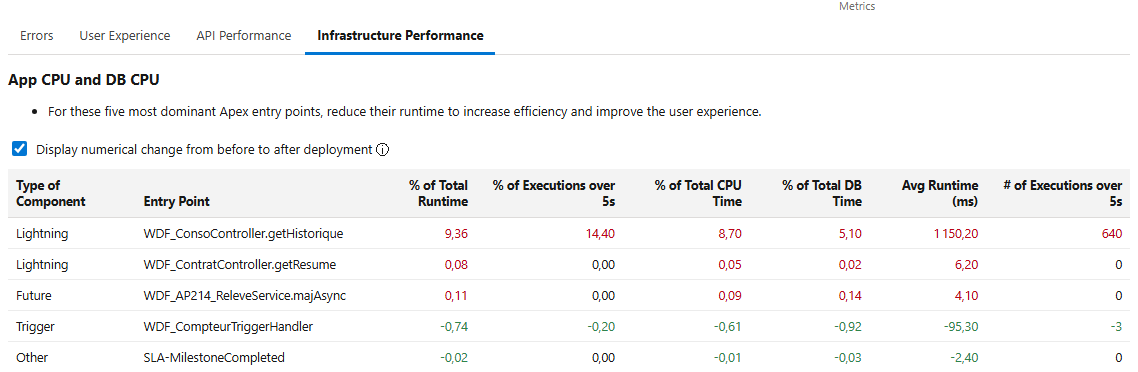 Metrics
Errors User Experience API Performance Infrastructure Performance
App CPU and DB CPU
• For these five most dominant Apex entry points, reduce their runtime to increase efficiency and improve the user experience.
Display numerical change from before to after deployment ⓘ
Type of Component Entry Point % of Total Runtime % of Executions over 5s % of Total CPU Time % of Total DB Time Avg Runtime (ms) # of Executions over 5s
Lightning WDF_ConsoController.getHistorique 9,36 14,40 8,70 5,10 1 150,20 640
Lightning WDF_ContratController.getResume 0,08 0,00 0,05 0,02 6,20 0
Future WDF_AP214_ReleveService.majAsync 0,11 0,00 0,09 0,14 4,10 0
Trigger WDF_CompteurTriggerHandler -0,74 -0,20 -0,61 -0,92 -95,30 -3
Other SLA-MilestoneCompleted -0,02 0,00 -0,01 -0,03 -2,40 0